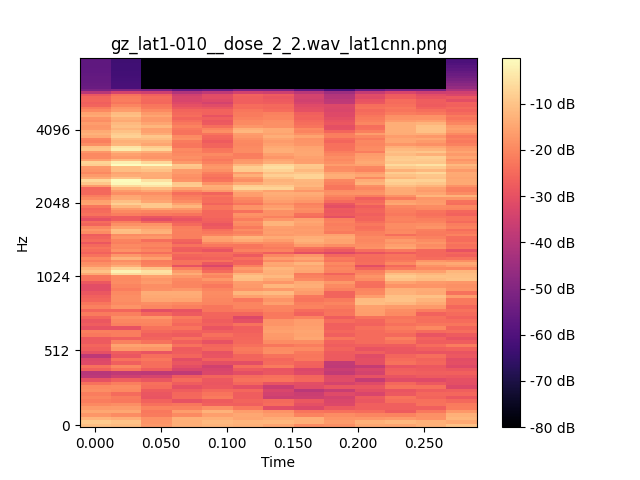 gz_lat1-010__dose_2_2.wav_lat1cnn.png
Hz
4096
2048
1024
512
0
0.000 0.050 0.100 0.150 0.200 0.250
Time
-10 dB
-20 dB
-30 dB
-40 dB
-50 dB
-60 dB
-70 dB
-80 dB